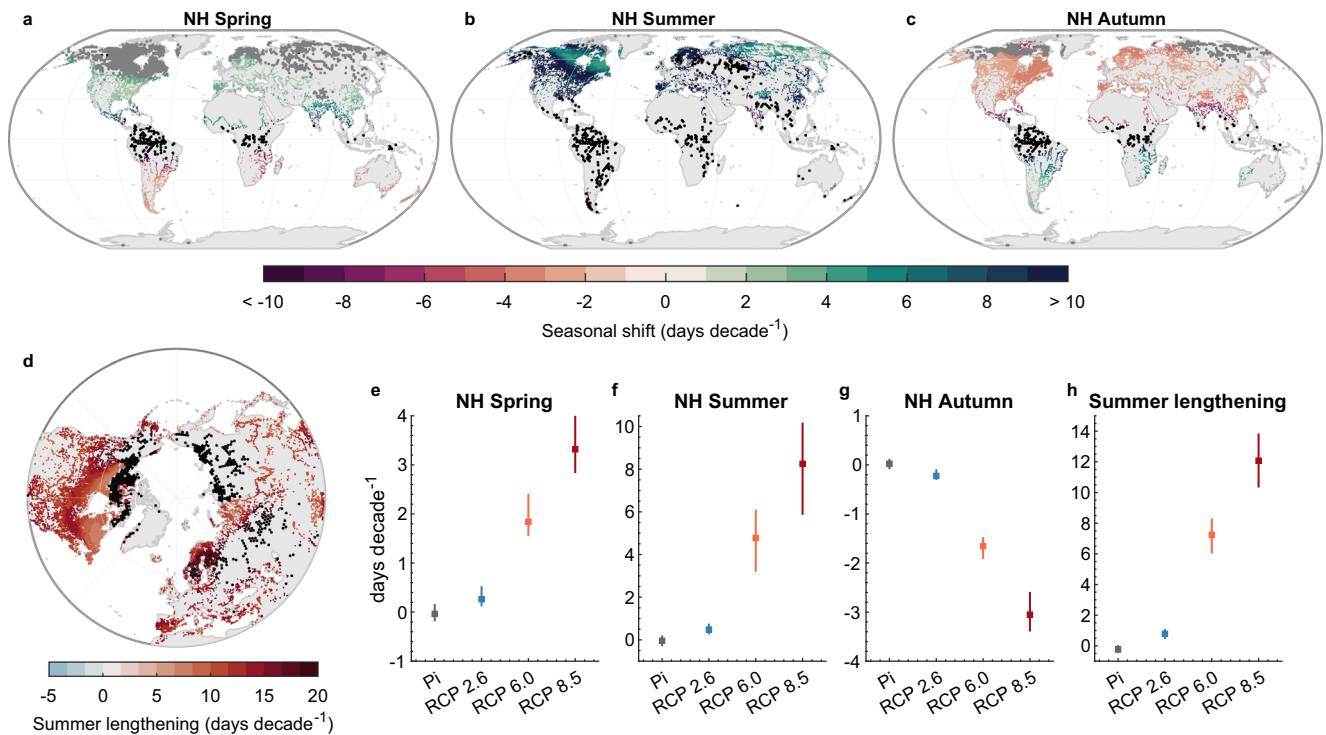 a NH Spring
b NH Summer
c NH Autumn
< -10 -8 -6 -4 -2 0 2 4 6 8 > 10
Seasonal shift (days decade⁻¹)
d
-5 0 5 10 15 20
Summer lengthening (days decade⁻¹)
e NH Spring
days decade⁻¹
4
3
2
1
0
-1
Pi RCP 2.6 RCP 6.0 RCP 8.5
f NH Summer
10
8
6
4
2
0
Pi RCP 2.6 RCP 6.0 RCP 8.5
g NH Autumn
1
0
-1
-2
-3
-4
Pi RCP 2.6 RCP 6.0 RCP 8.5
h Summer lengthening
14
12
10
8
6
4
2
0
Pi RCP 2.6 RCP 6.0 RCP 8.5